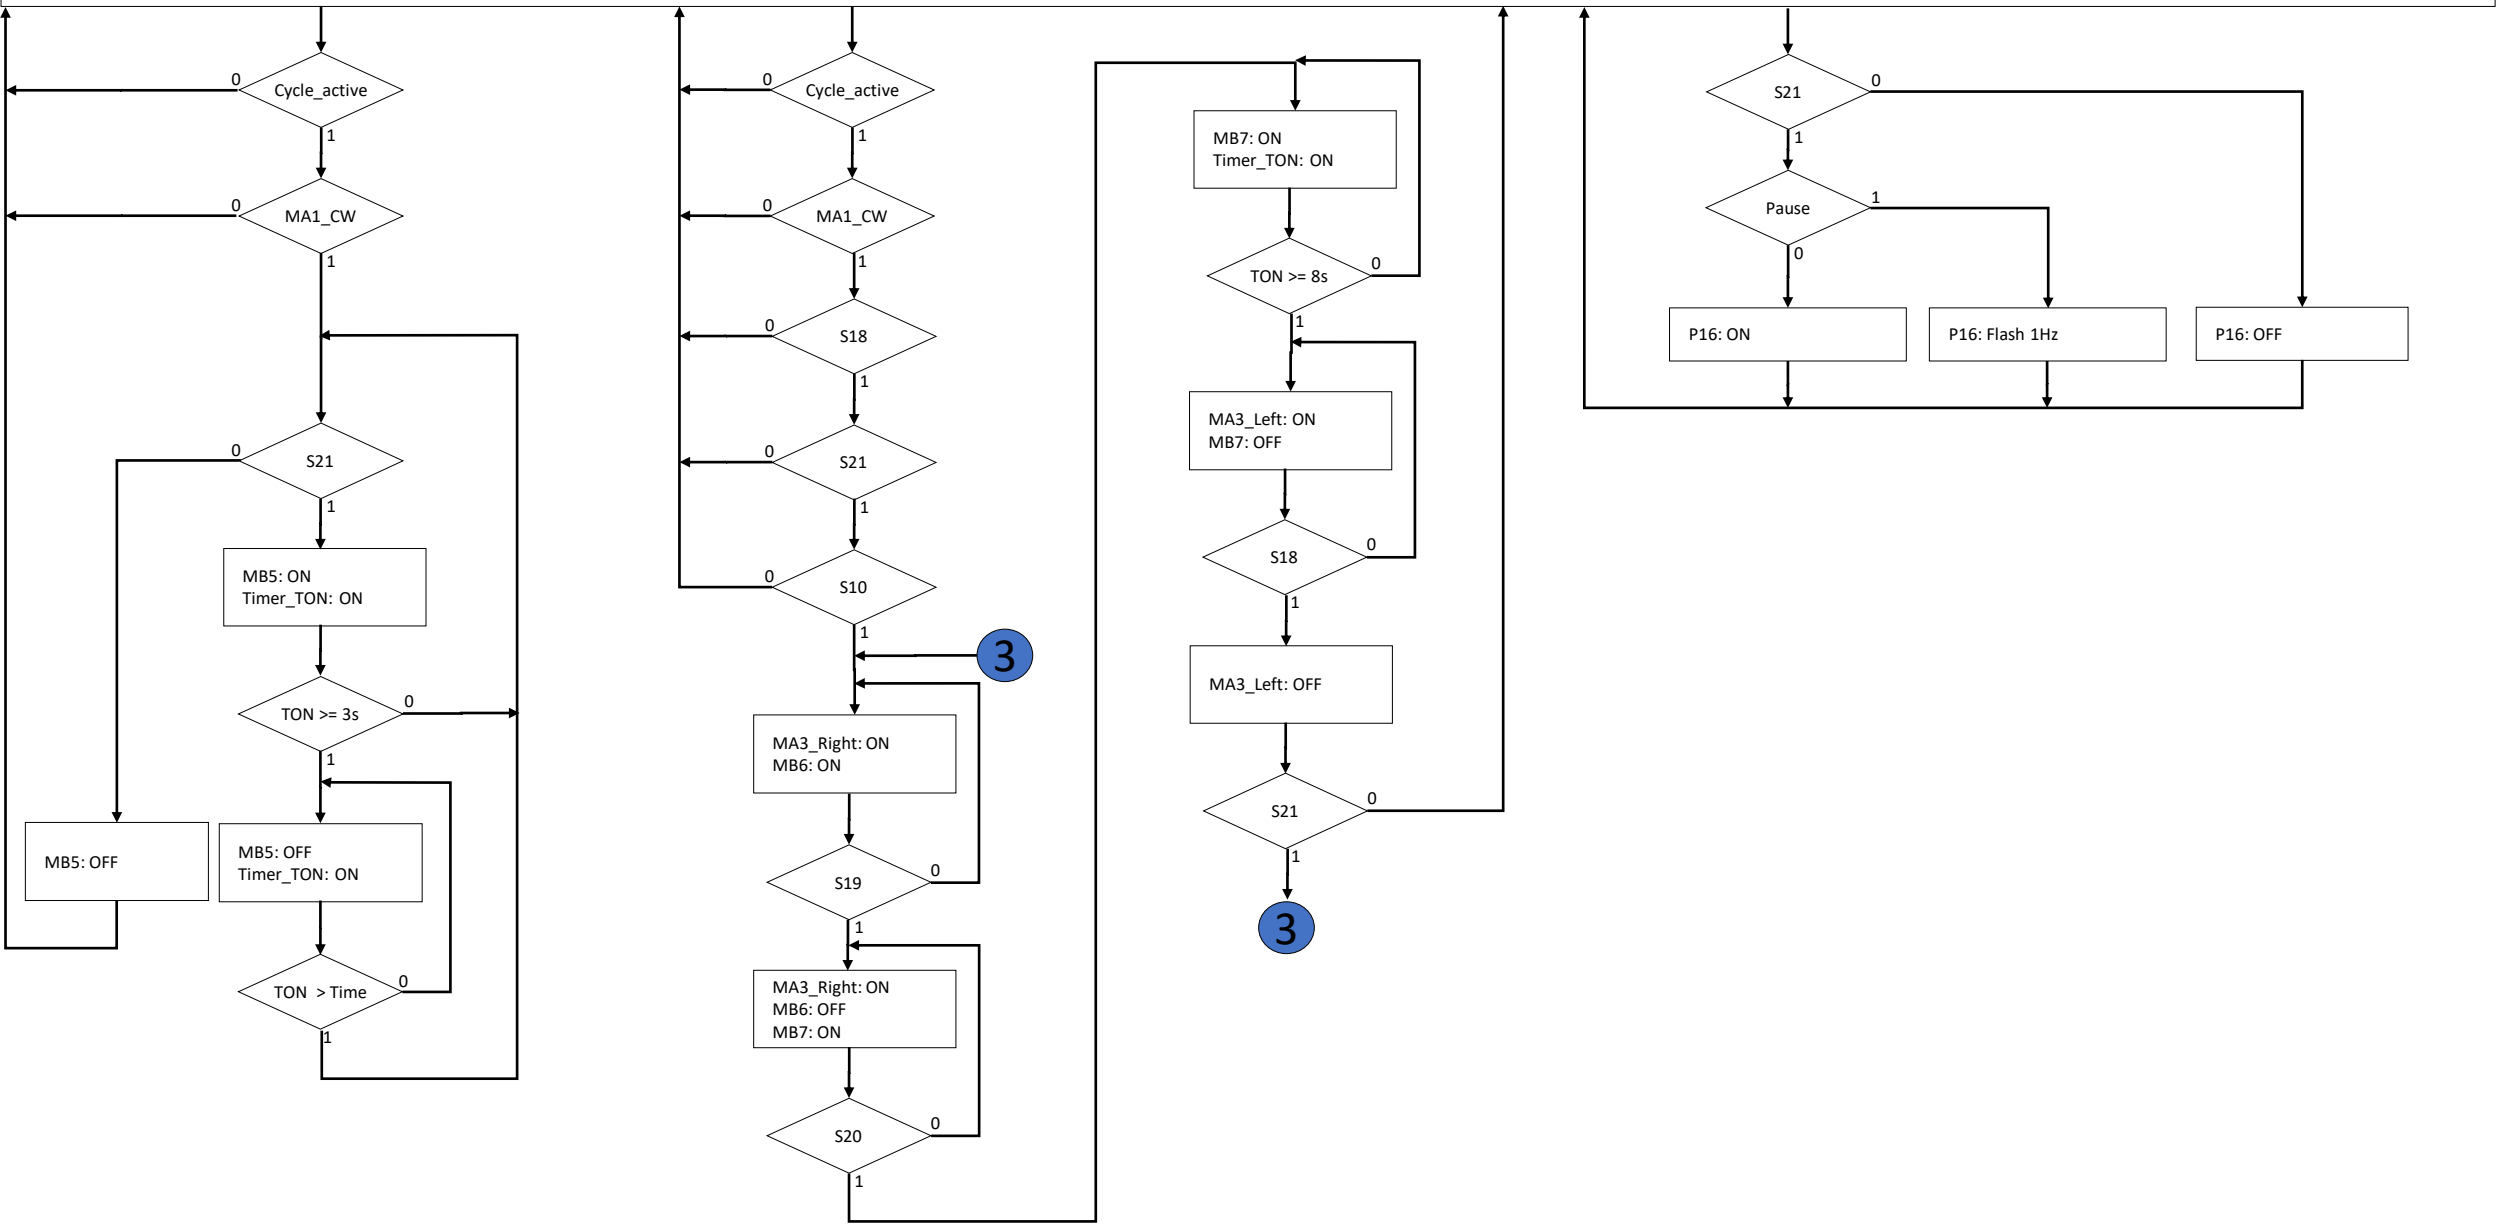 Cycle_active
0
1
MA1_CW
0
1
S21
0
1
MB5: ON
Timer_TON: ON
TON >= 3s
0
1
MB5: OFF
MB5: OFF
Timer_TON: ON
TON > Time
0
1
Cycle_active
0
1
MA1_CW
0
1
S18
0
1
S21
0
1
S10
0
1
3
MA3_Right: ON
MB6: ON
S19
0
1
MA3_Right: ON
MB6: OFF
MB7: ON
S20
0
1
MB7: ON
Timer_TON: ON
TON >= 8s
0
1
MA3_Left: ON
MB7: OFF
S18
0
1
MA3_Left: OFF
S21
0
1
3
S21
0
1
Pause
1
0
P16: ON
P16: Flash 1Hz
P16: OFF